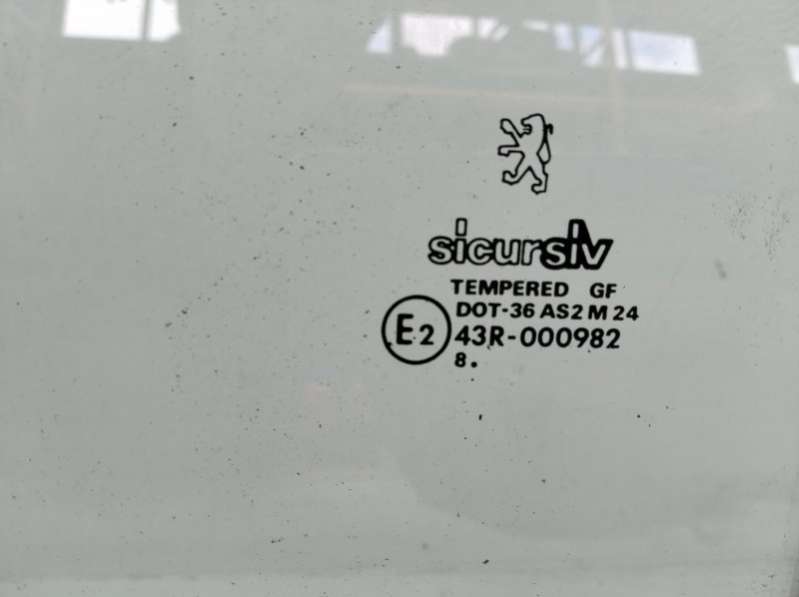 sicursiv
TEMPERED GF
DOT-36 AS2 M 24
E2
43R-000982
8.